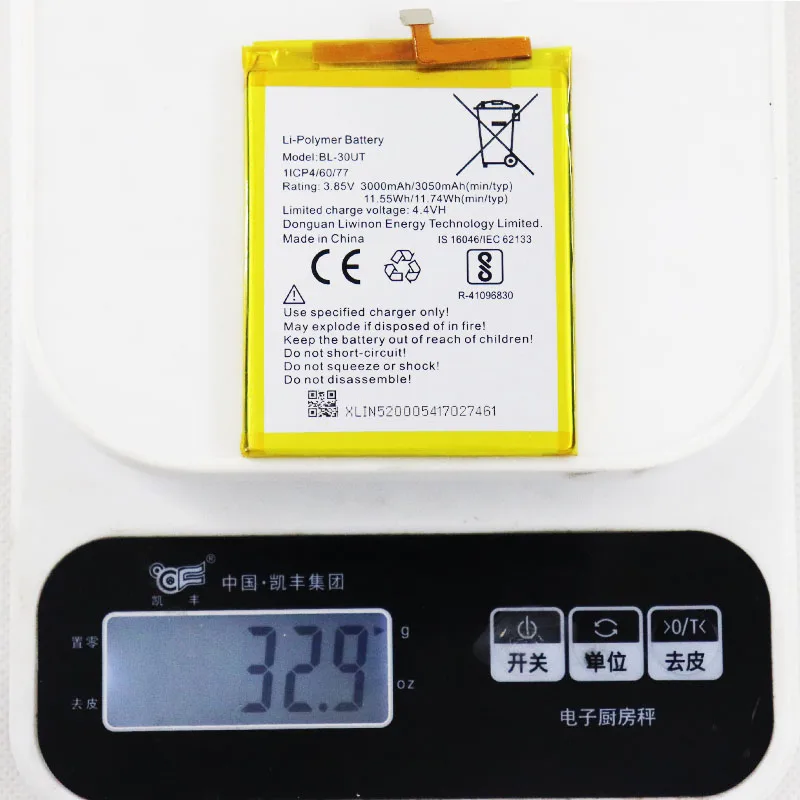 Li-Polymer Battery
Model:BL-30UT
1ICP4/60/77
Rating: 3.85V 3000mAh/3050mAh(min/typ)
11.55Wh/11.74Wh(min/typ)
Limited charge voltage: 4.4VH
Donguan Liwinon Energy Technology Limited.
Made in China IS 16046/IEC 62133
CE
R-41096830
Use specified charger only!
May explode if disposed of in fire!
Keep the battery out of reach of children!
Do not short-circuit!
Do not squeeze or shock!
Do not disassemble!
XLIN520005417027461
凯丰 ® 中国·凯丰集团
置零 32.9 g
去皮 oz
>0/T<
开关 单位 去皮
电子厨房秤